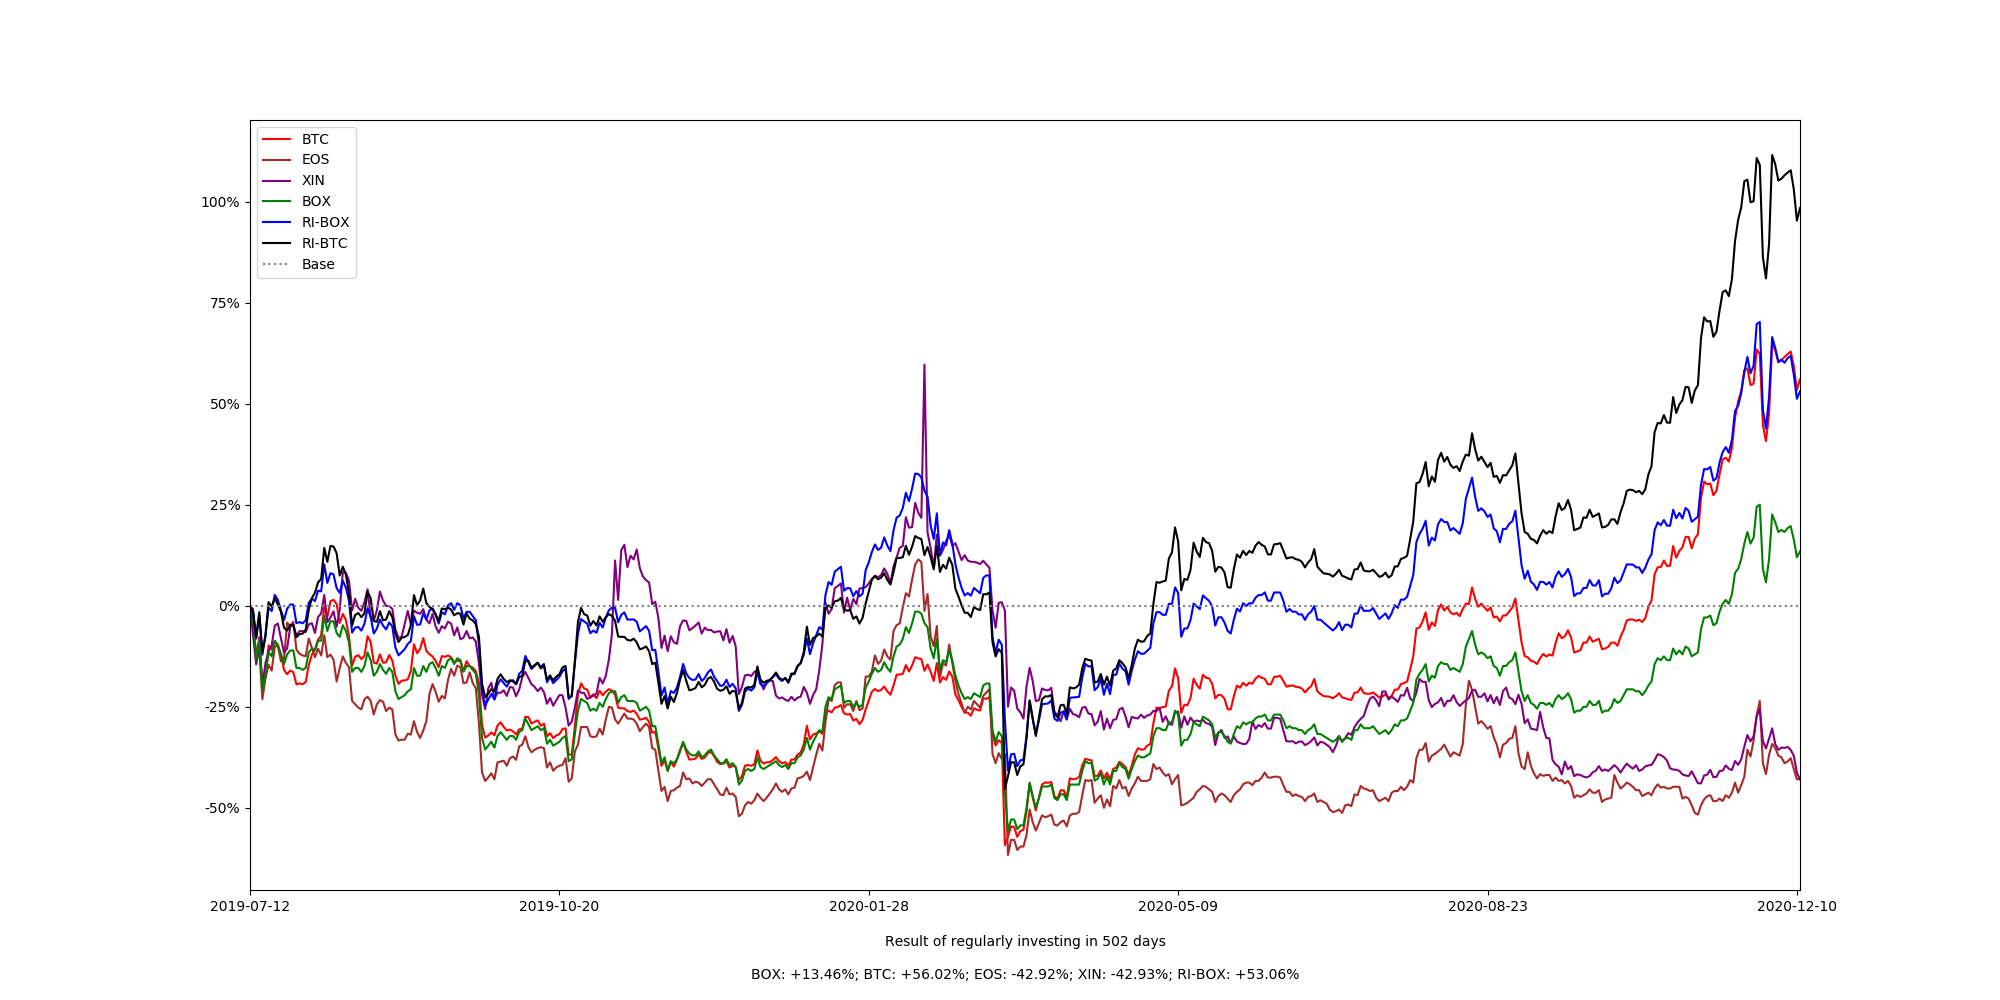 BTC
EOS
XIN
BOX
RI-BOX
RI-BTC
Base
100%
75%
50%
25%
0%
-25%
-50%
2019-07-12 2019-10-20 2020-01-28 2020-05-09 2020-08-23 2020-12-10
Result of regularly investing in 502 days
BOX: +13.46%; BTC: +56.02%; EOS: -42.92%; XIN: -42.93%; RI-BOX: +53.06%